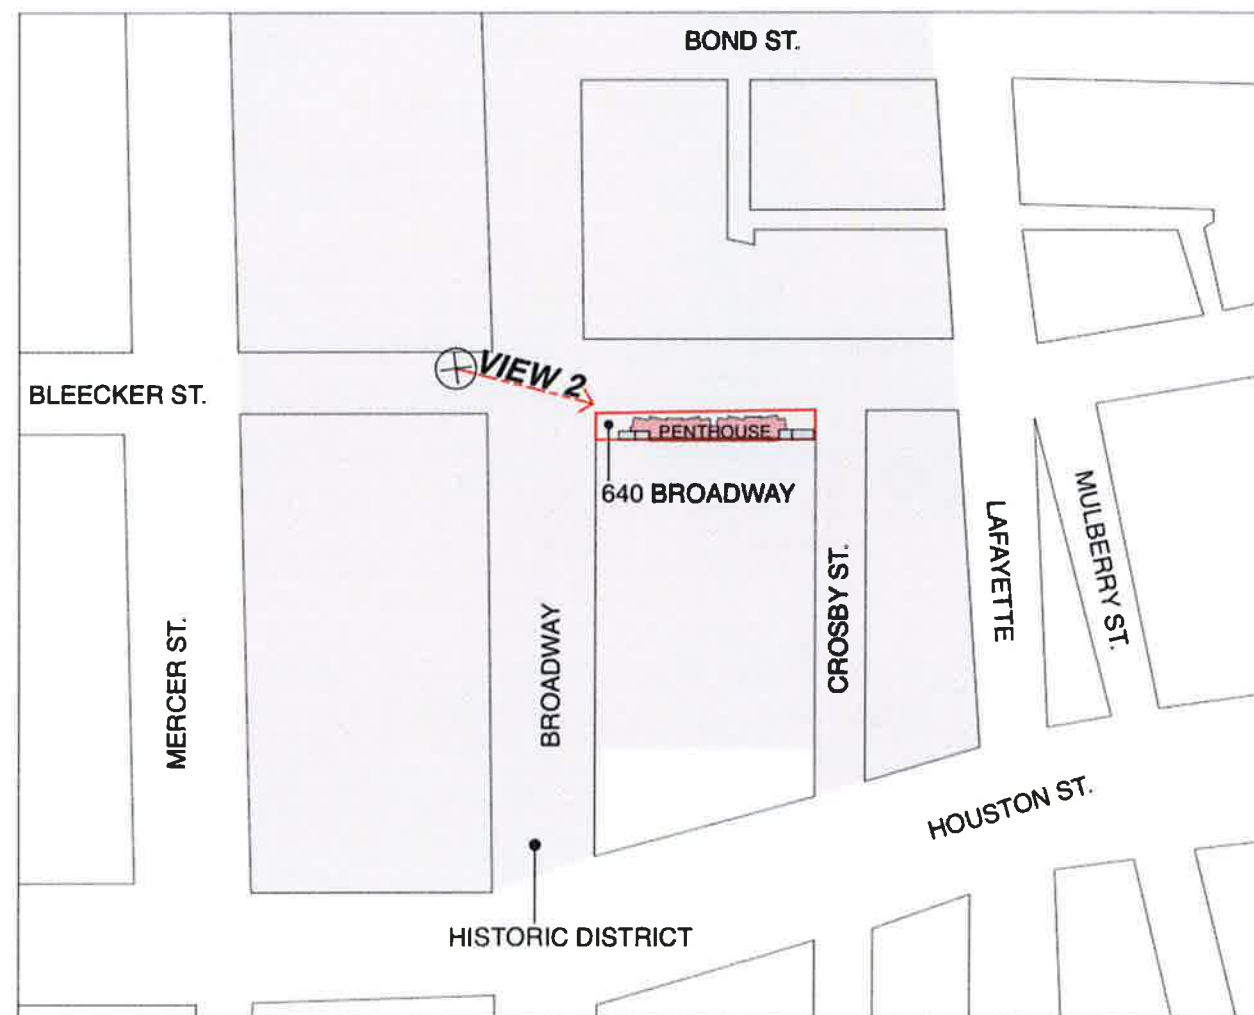 BOND ST.
VIEW 2
BLEECKER ST.
PENTHOUSE
640 BROADWAY
MERCER ST.
BROADWAY
CROSBY ST.
LAFAYETTE
MULBERRY ST.
HOUSTON ST.
HISTORIC DISTRICT